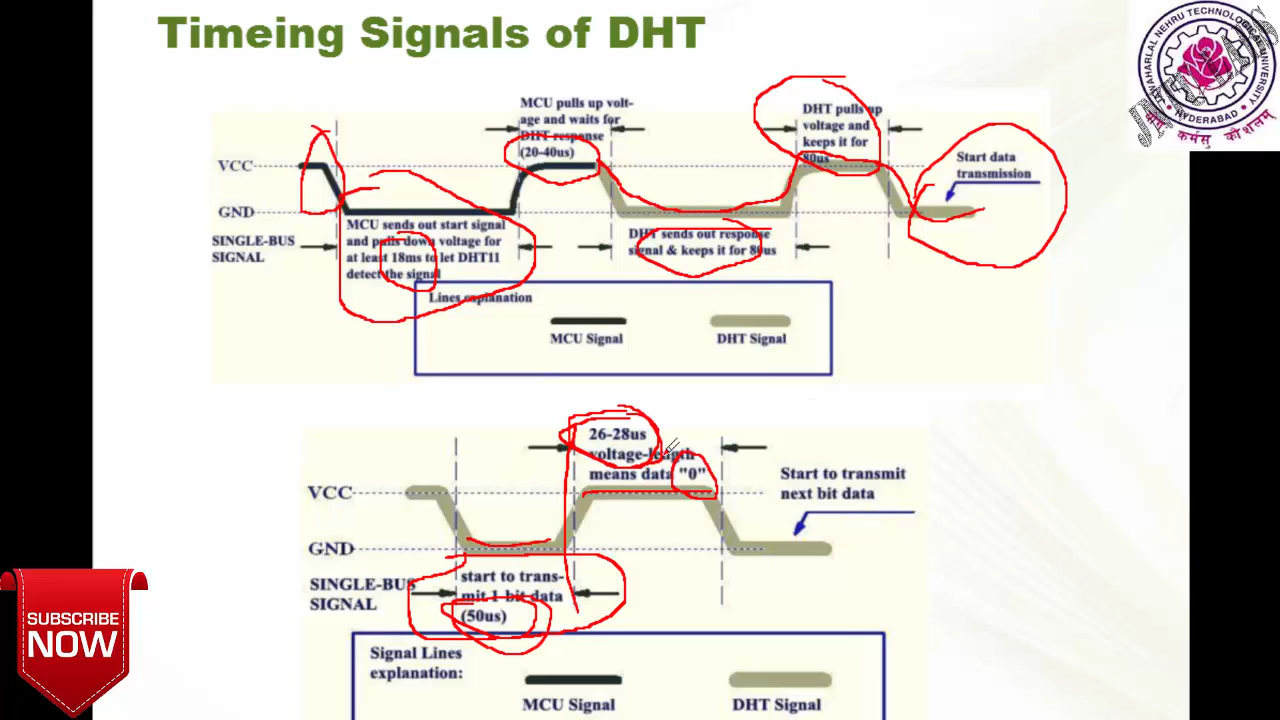 Timeing Signals of DHT
JAWAHARLAL NEHRU TECHNOLOGICAL UNIVERSITY
HYDERABAD
MCU pulls up volt-
age and waits for
DHT response
(20-40us)
DHT pulls up
voltage and
keeps it for
80us
Start data
transmission
VCC
GND
SINGLE-BUS
SIGNAL
MCU sends out start signal
and pulls down voltage for
at least 18ms to let DHT11
detect the signal
DHT sends out response
signal & keeps it for 80us
Lines explanation
MCU Signal
DHT Signal
26-28us
voltage-length
means data "0"
Start to transmit
next bit data
VCC
GND
SINGLE-BUS
SIGNAL
start to trans-
mit 1-bit data
(50us)
Signal Lines
explanation:
MCU Signal
DHT Signal
SUBSCRIBE
NOW